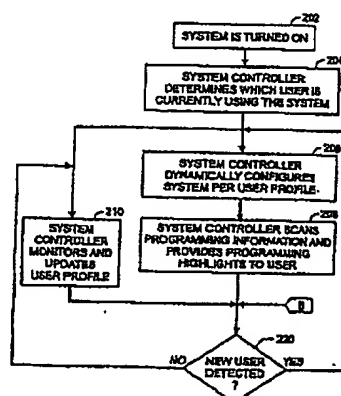 202
SYSTEM IS TURNED ON
SYSTEM CONTROLLER
DETERMINES WHICH USER IS
CURRENTLY USING THE SYSTEM
SYSTEM CONTROLLER
DYNAMICALLY CONFIGURES
SYSTEM PER USER PROFILE
210
SYSTEM
CONTROLLER
MONITORS AND
UPDATES
USER PROFILE
SYSTEM CONTROLLER SCANS
PROGRAMMING INFORMATION AND
PROVIDES PROGRAMMING
HIGHLIGHTS TO USER
220
NO
NEW USER
DETECTED
?
YES